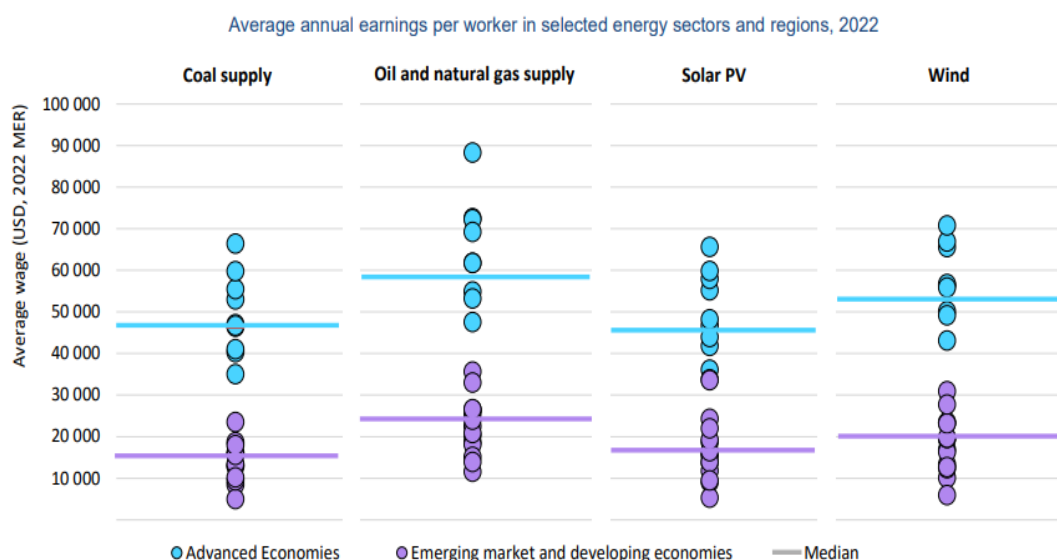 Average annual earnings per worker in selected energy sectors and regions, 2022
Coal supply
Oil and natural gas supply
Solar PV
Wind
Average wage (USD, 2022 MER)
100 000
90 000
80 000
70 000
60 000
50 000
40 000
30 000
20 000
10 000
Advanced Economies
Emerging market and developing economies
Median